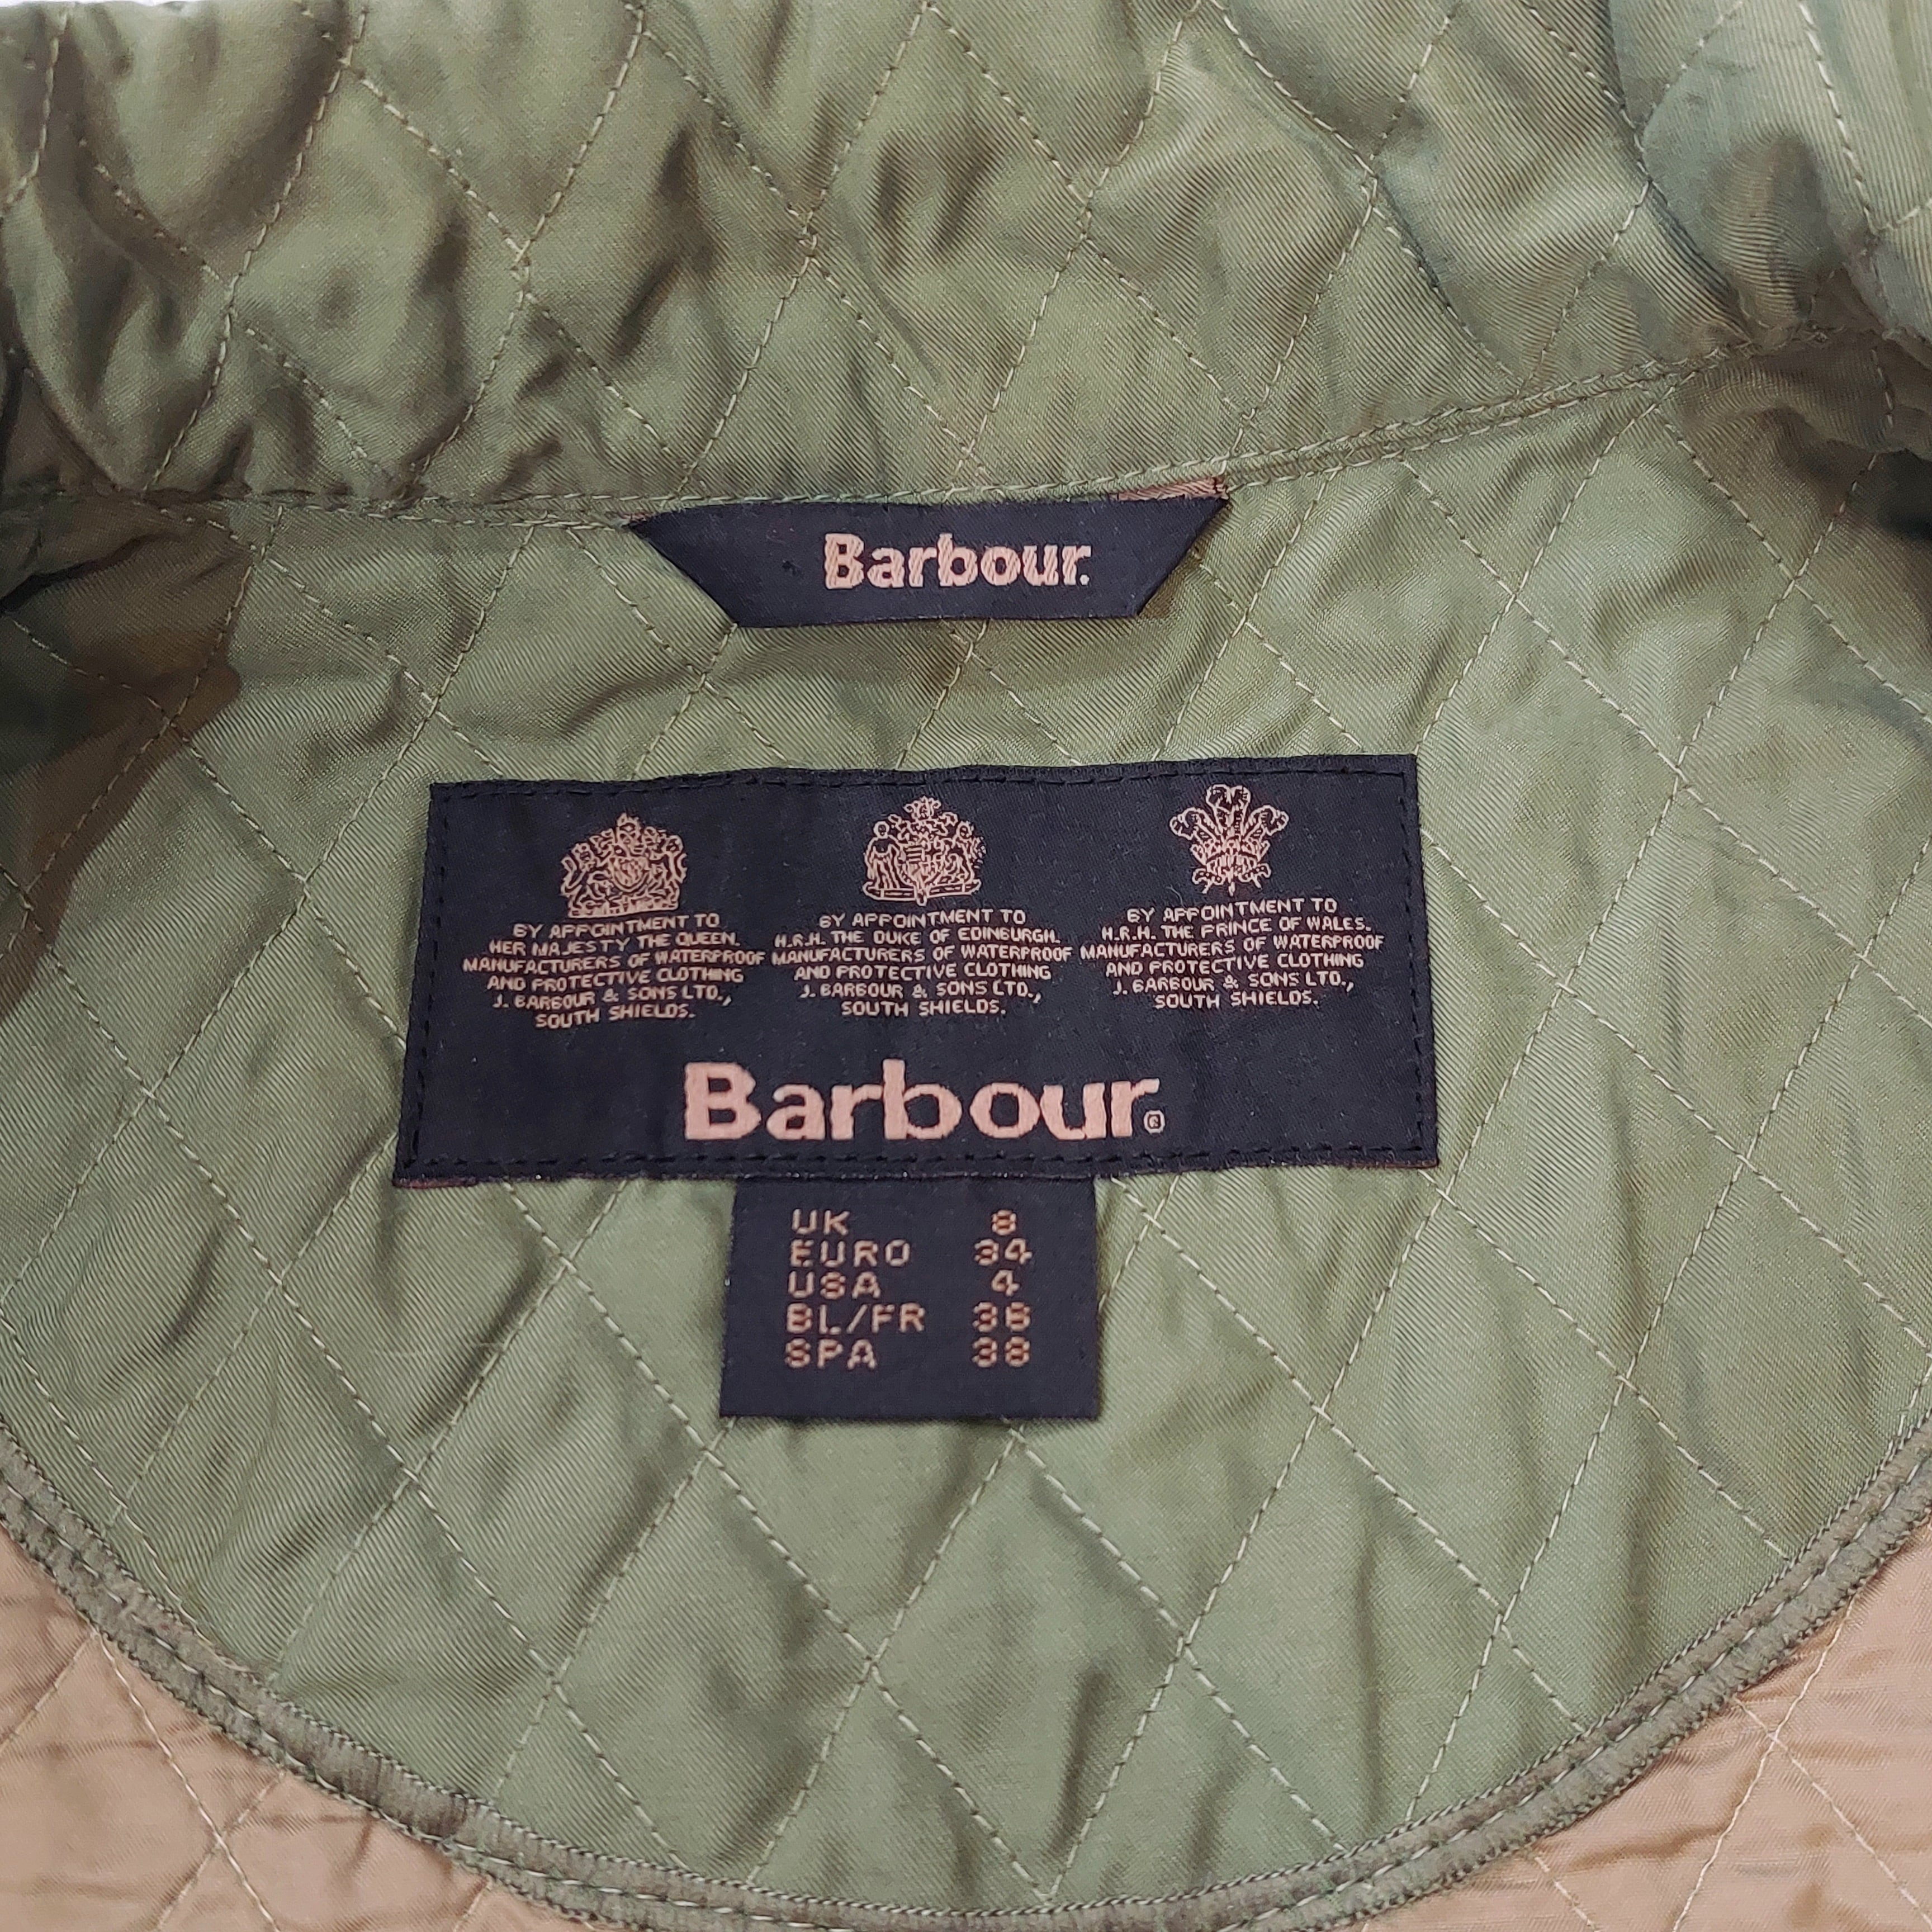 Barbour.
BY APPOINTMENT TO
HER MAJESTY THE QUEEN.
MANUFACTURERS OF WATERPROOF
AND PROTECTIVE CLOTHING
J. BARBOUR & SONS LTD.,
SOUTH SHIELDS.
BY APPOINTMENT TO
H.R.H. THE DUKE OF EDINBURGH.
MANUFACTURERS OF WATERPROOF
AND PROTECTIVE CLOTHING
J. BARBOUR & SONS LTD.,
SOUTH SHIELDS.
BY APPOINTMENT TO
H.R.H. THE PRINCE OF WALES.
MANUFACTURERS OF WATERPROOF
AND PROTECTIVE CLOTHING
J. BARBOUR & SONS LTD.,
SOUTH SHIELDS.
Barbour®
UK 8
EURO 34
USA 4
BL/FR 36
SPA 38